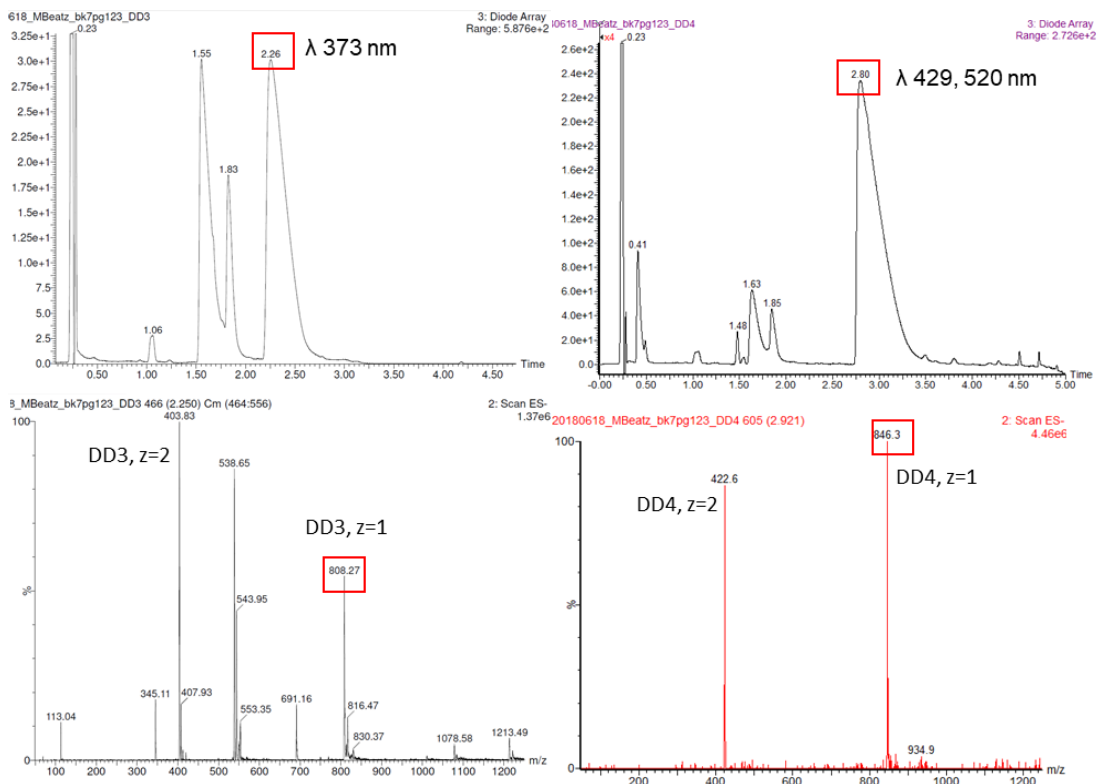 618_MBeatz_bk7pg123_DD3
3: Diode Array
Range: 5.876e+2
0.23
1.55
2.26
λ 373 nm
1.83
1.06
3.25e+1
3.0e+1
2.75e+1
2.5e+1
2.25e+1
2.0e+1
1.75e+1
1.5e+1
1.25e+1
1.0e+1
7.5
5.0
2.5
0.0
Time
0.50 1.00 1.50 2.00 2.50 3.00 3.50 4.00 4.50
80618_MBeatz_bk7pg123_DD4
3: Diode Array
Range: 2.726e+2
x4
0.23
2.80
λ 429, 520 nm
0.41
1.63
1.85
1.48
2.6e+2
2.4e+2
2.2e+2
2.0e+2
1.8e+2
1.6e+2
1.4e+2
1.2e+2
1.0e+2
8.0e+1
6.0e+1
4.0e+1
2.0e+1
0.0
Time
-0.00 0.50 1.00 1.50 2.00 2.50 3.00 3.50 4.00 4.50 5.00
8_MBeatz_bk7pg123_DD3 466 (2.250) Cm (464:556)
2: Scan ES-
1.37e6
403.83
100
DD3, z=2
538.65
DD3, z=1
808.27
543.95
%
345.11
407.93
553.35
691.16
816.47
830.37
113.04
1078.58
1213.49
0
m/z
100 200 300 400 500 600 700 800 900 1000 1100 1200
20180618_MBeatz_bk7pg123_DD4 605 (2.921)
2: Scan ES-
4.46e6
846.3
100
DD4, z=1
422.6
DD4, z=2
%
934.9
0
m/z
200 400 600 800 1000 1200